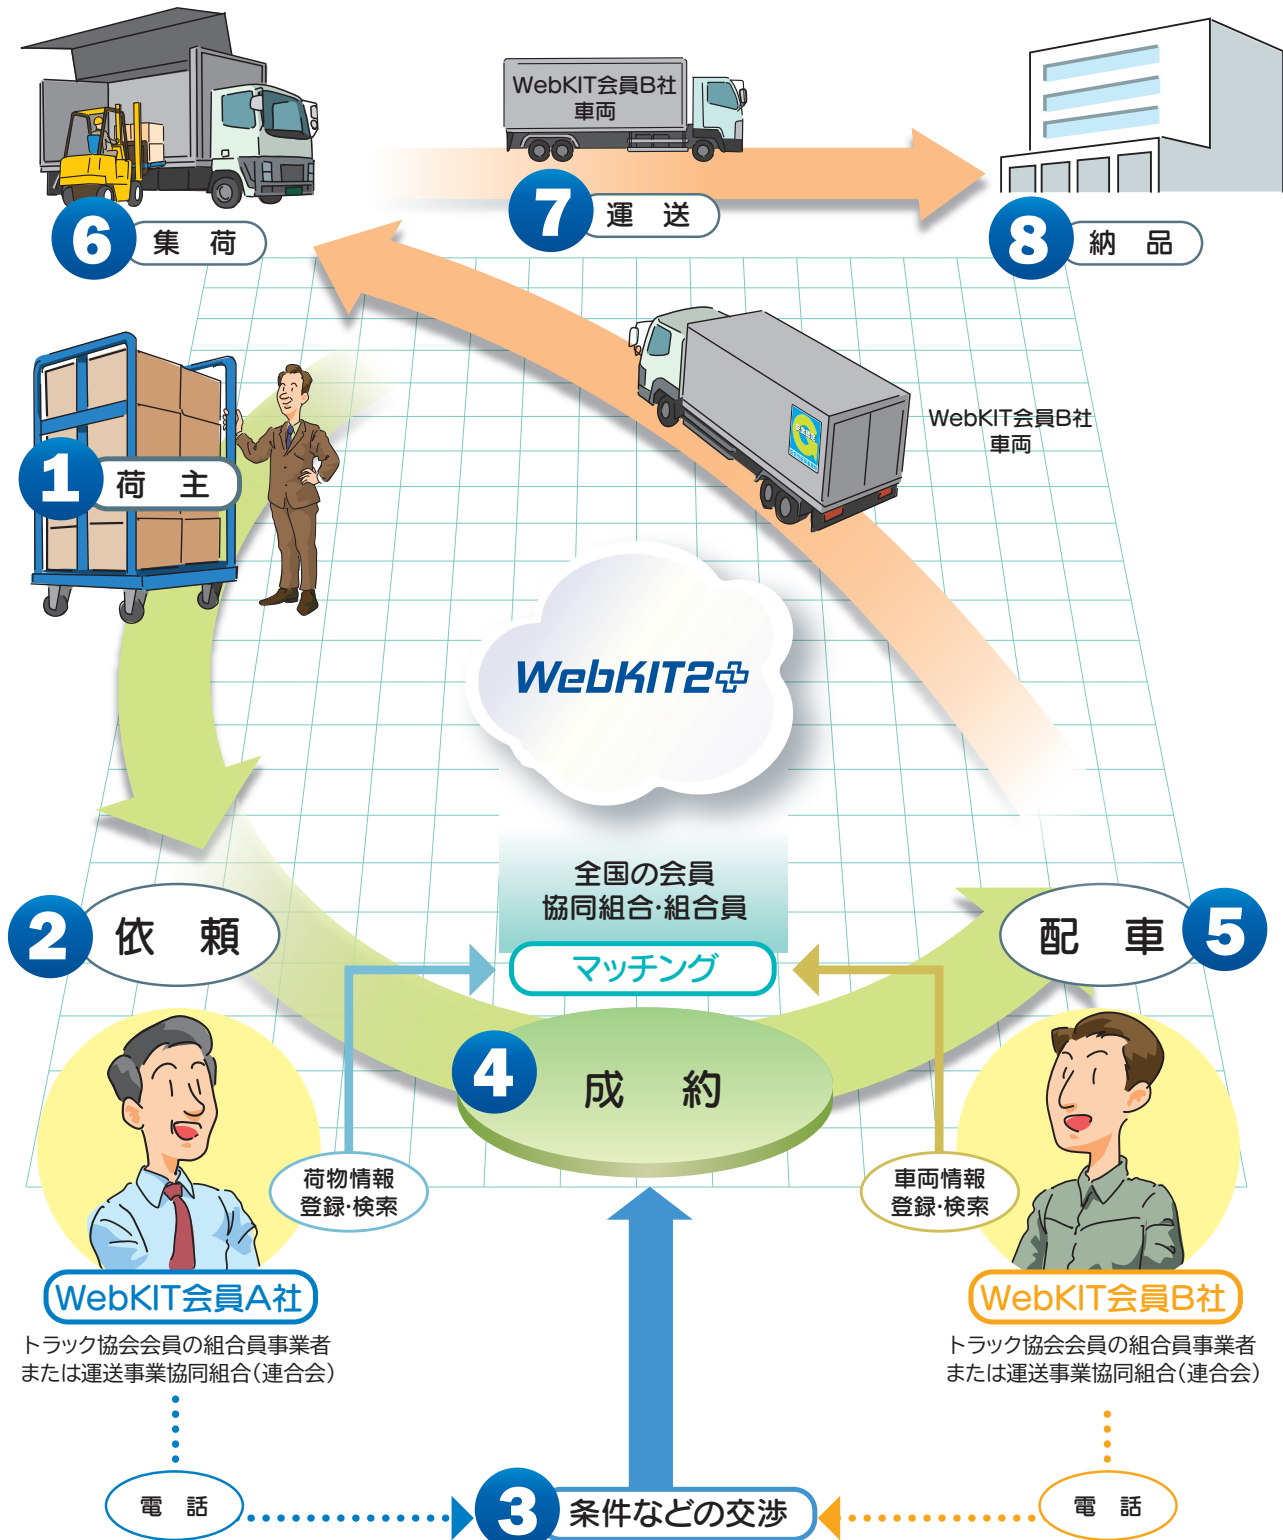 WebKIT会員B社
車両
6 集荷
7 運送
8 納品
1 荷主
WebKIT会員B社
車両
WebKIT2+
全国の会員
協同組合・組合員
マッチング
2 依頼
配車 5
4 成約
荷物情報
登録・検索
車両情報
登録・検索
WebKIT会員A社
トラック協会会員の組合員事業者
または運送事業協同組合(連合会)
WebKIT会員B社
トラック協会会員の組合員事業者
または運送事業協同組合(連合会)
電話
3 条件などの交渉
電話